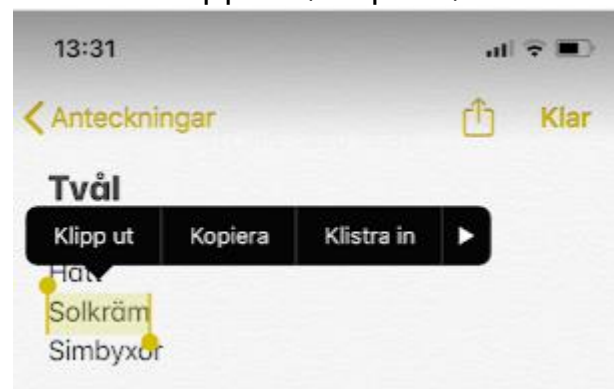 13:31
Anteckningar Klar
Tvål
Klipp ut Kopiera Klistra in
Solkräm
Simbyxor